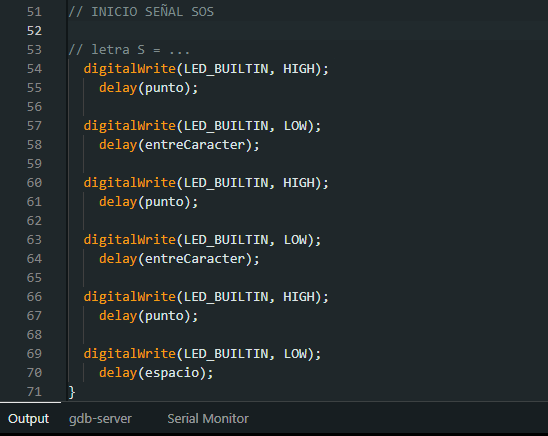 51 // INICIO SEÑAL SOS
52
53 // letra S = ...
54 digitalWrite(LED_BUILTIN, HIGH);
55 delay(punto);
56
57 digitalWrite(LED_BUILTIN, LOW);
58 delay(entreCaracter);
59
60 digitalWrite(LED_BUILTIN, HIGH);
61 delay(punto);
62
63 digitalWrite(LED_BUILTIN, LOW);
64 delay(entreCaracter);
65
66 digitalWrite(LED_BUILTIN, HIGH);
67 delay(punto);
68
69 digitalWrite(LED_BUILTIN, LOW);
70 delay(espacio);
71 }
Output gdb-server Serial Monitor